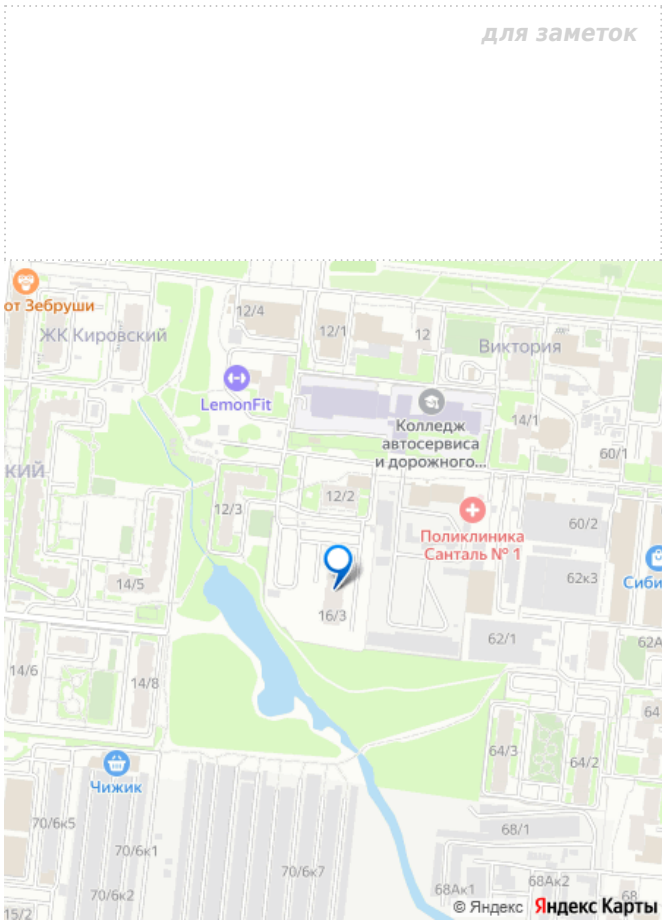 для заметок
от Зебруши
12/4
ЖК Кировский
12/1
12
Виктория
LemonFit
Колледж
автосервиса
и дорожного...
14/1
60/1
кий
12/2
12/3
Поликлиника
Санталь № 1
60/2
14/5
62к3
Сиби
16/3
62/1
62А
14/6
14/8
64
64/3
64/2
Чижик
70/6к5
68/1
70/6к1
70/6к7
70/6к2
68Ак1
68Ак2
68
15/2
© Яндекс Яндекс Карты